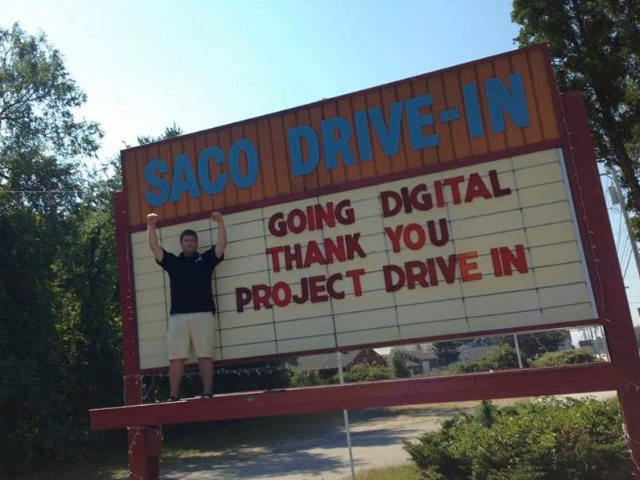 SACO DRIVE-IN
GOING DIGITAL
THANK YOU
PROJECT DRIVE IN